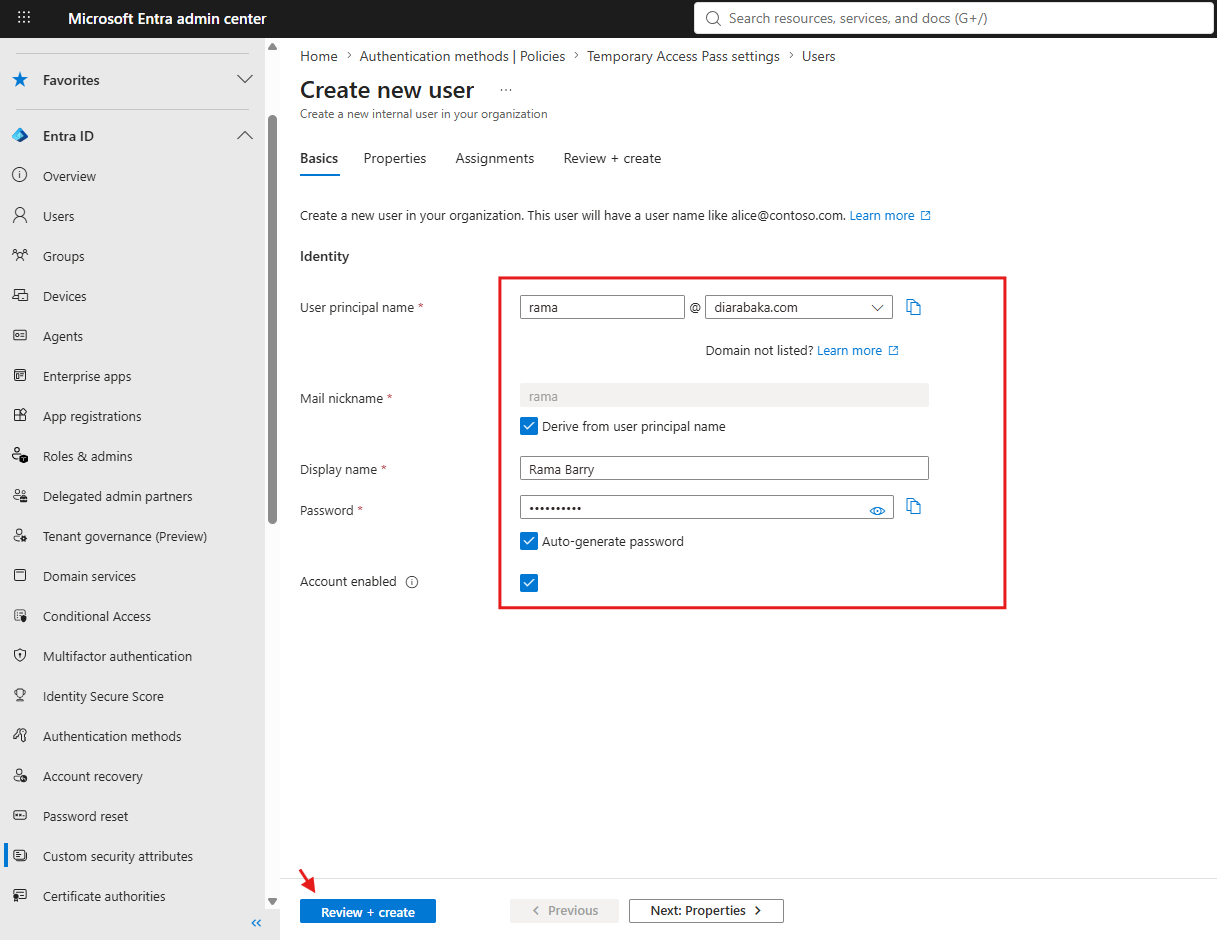 Microsoft Entra admin center
Search resources, services, and docs (G+/)
Favorites
Entra ID
Overview
Users
Groups
Devices
Agents
Enterprise apps
App registrations
Roles & admins
Delegated admin partners
Tenant governance (Preview)
Domain services
Conditional Access
Multifactor authentication
Identity Secure Score
Authentication methods
Account recovery
Password reset
Custom security attributes
Certificate authorities
Home > Authentication methods | Policies > Temporary Access Pass settings > Users
Create new user ...
Create a new internal user in your organization
Basics Properties Assignments Review + create
Create a new user in your organization. This user will have a user name like alice@contoso.com. Learn more
Identity
User principal name * rama @ diarabaka.com
Domain not listed? Learn more
Mail nickname * rama
Derive from user principal name
Display name * Rama Barry
Password * ••••••••••
Auto-generate password
Account enabled
Review + create < Previous Next: Properties >